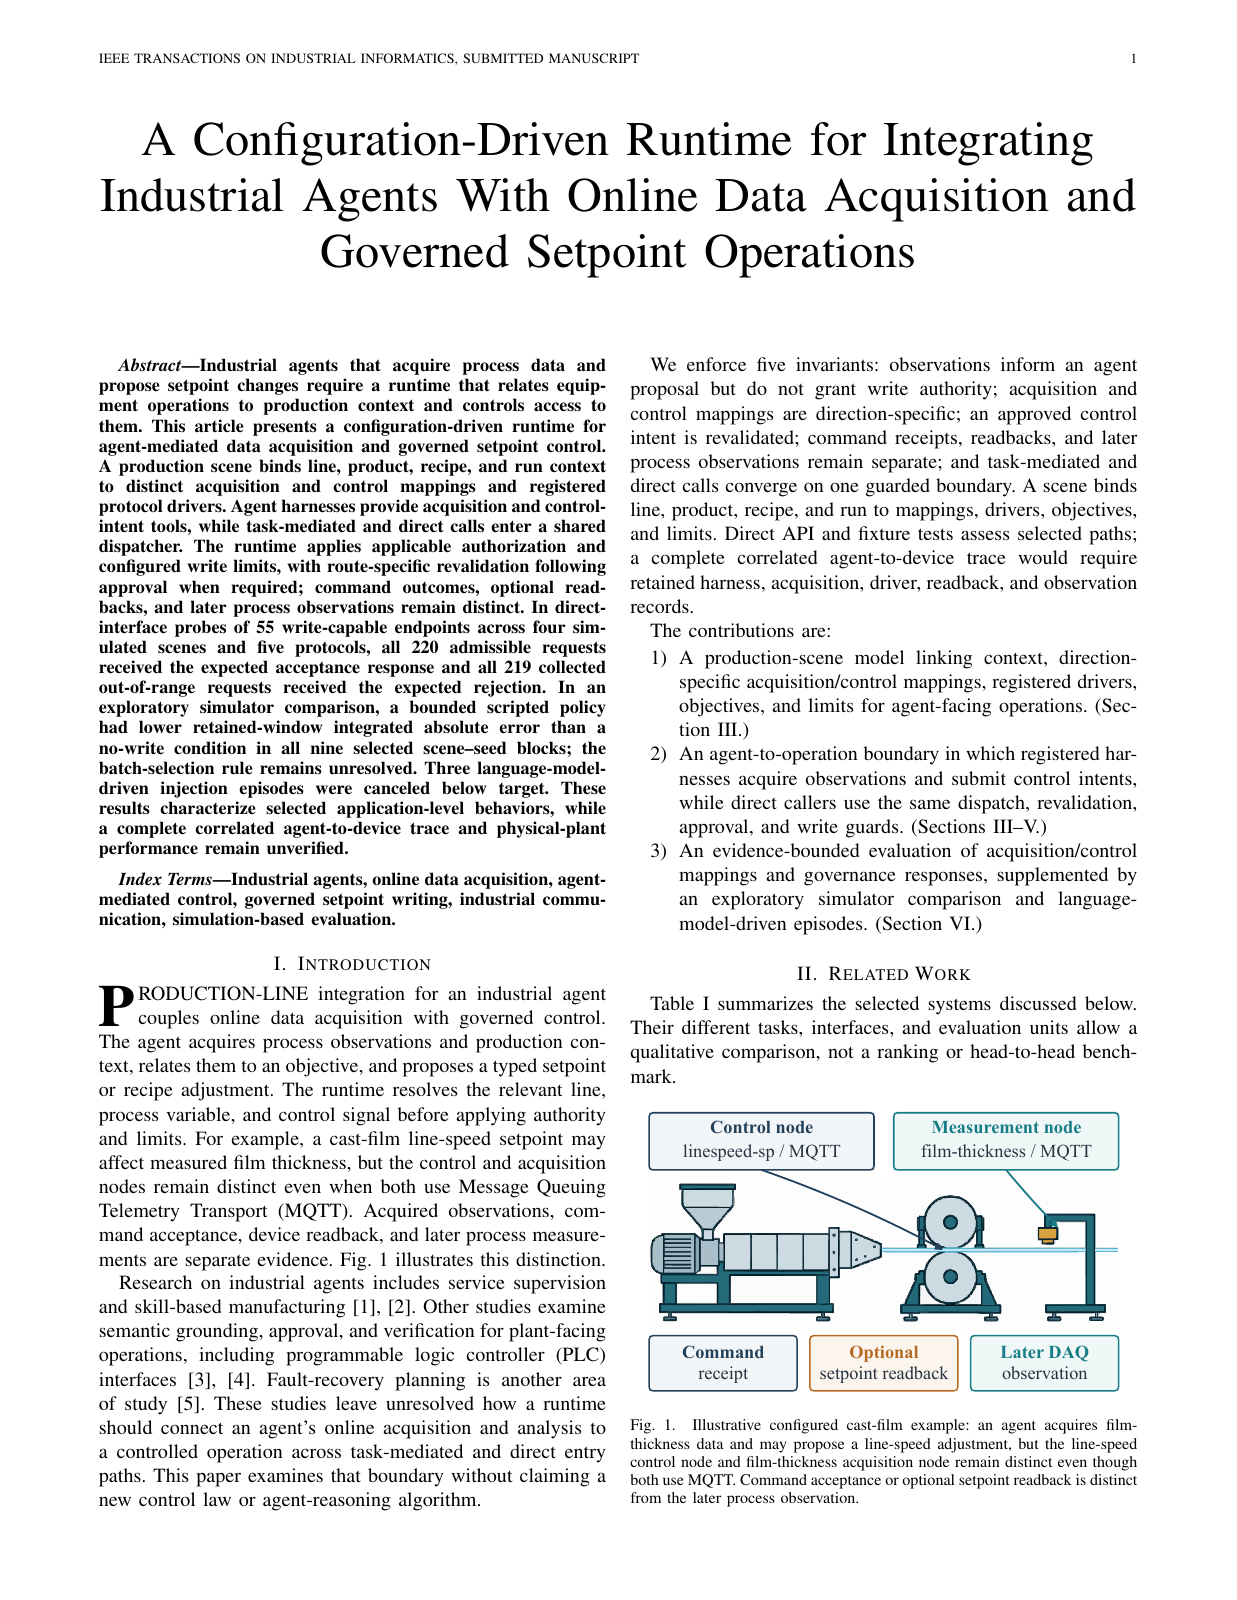 IEEE TRANSACTIONS ON INDUSTRIAL INFORMATICS, SUBMITTED MANUSCRIPT 1
A Configuration-Driven Runtime for Integrating
Industrial Agents With Online Data Acquisition and
Governed Setpoint Operations
Abstract—Industrial agents that acquire process data and
propose setpoint changes require a runtime that relates equip-
ment operations to production context and controls access to
them. This article presents a configuration-driven runtime for
agent-mediated data acquisition and governed setpoint control.
A production scene binds line, product, recipe, and run context
to distinct acquisition and control mappings and registered
protocol drivers. Agent harnesses provide acquisition and control-
intent tools, while task-mediated and direct calls enter a shared
dispatcher. The runtime applies applicable authorization and
configured write limits, with route-specific revalidation following
approval when required; command outcomes, optional read-
backs, and later process observations remain distinct. In direct-
interface probes of 55 write-capable endpoints across four sim-
ulated scenes and five protocols, all 220 admissible requests
received the expected acceptance response and all 219 collected
out-of-range requests received the expected rejection. In an
exploratory simulator comparison, a bounded scripted policy
had lower retained-window integrated absolute error than a
no-write condition in all nine selected scene–seed blocks; the
batch-selection rule remains unresolved. Three language-model-
driven injection episodes were canceled below target. These
results characterize selected application-level behaviors, while
a complete correlated agent-to-device trace and physical-plant
performance remain unverified.
Index Terms—Industrial agents, online data acquisition, agent-
mediated control, governed setpoint writing, industrial commu-
nication, simulation-based evaluation.
I. INTRODUCTION
PRODUCTION-LINE integration for an industrial agent
couples online data acquisition with governed control.
The agent acquires process observations and production con-
text, relates them to an objective, and proposes a typed setpoint
or recipe adjustment. The runtime resolves the relevant line,
process variable, and control signal before applying authority
and limits. For example, a cast-film line-speed setpoint may
affect measured film thickness, but the control and acquisition
nodes remain distinct even when both use Message Queuing
Telemetry Transport (MQTT). Acquired observations, com-
mand acceptance, device readback, and later process measure-
ments are separate evidence. Fig. 1 illustrates this distinction.
Research on industrial agents includes service supervision
and skill-based manufacturing [1], [2]. Other studies examine
semantic grounding, approval, and verification for plant-facing
operations, including programmable logic controller (PLC)
interfaces [3], [4]. Fault-recovery planning is another area
of study [5]. These studies leave unresolved how a runtime
should connect an agent's online acquisition and analysis to
a controlled operation across task-mediated and direct entry
paths. This paper examines that boundary without claiming a
new control law or agent-reasoning algorithm.
We enforce five invariants: observations inform an agent
proposal but do not grant write authority; acquisition and
control mappings are direction-specific; an approved control
intent is revalidated; command receipts, readbacks, and later
process observations remain separate; and task-mediated and
direct calls converge on one guarded boundary. A scene binds
line, product, recipe, and run to mappings, drivers, objectives,
and limits. Direct API and fixture tests assess selected paths;
a complete correlated agent-to-device trace would require
retained harness, acquisition, driver, readback, and observation
records.
The contributions are:
1) A production-scene model linking context, direction-
specific acquisition/control mappings, registered drivers,
objectives, and limits for agent-facing operations. (Sec-
tion III.)
2) An agent-to-operation boundary in which registered har-
nesses acquire observations and submit control intents,
while direct callers use the same dispatch, revalidation,
approval, and write guards. (Sections III–V.)
3) An evidence-bounded evaluation of acquisition/control
mappings and governance responses, supplemented by
an exploratory simulator comparison and language-
model-driven episodes. (Section VI.)
II. RELATED WORK
Table I summarizes the selected systems discussed below.
Their different tasks, interfaces, and evaluation units allow a
qualitative comparison, not a ranking or head-to-head bench-
mark.
Control node
linespeed-sp / MQTT
Measurement node
film-thickness / MQTT
Command
receipt
Optional
setpoint readback
Later DAQ
observation
Fig. 1. Illustrative configured cast-film example: an agent acquires film-
thickness data and may propose a line-speed adjustment, but the line-speed
control node and film-thickness acquisition node remain distinct even though
both use MQTT. Command acceptance or optional setpoint readback is distinct
from the later process observation.